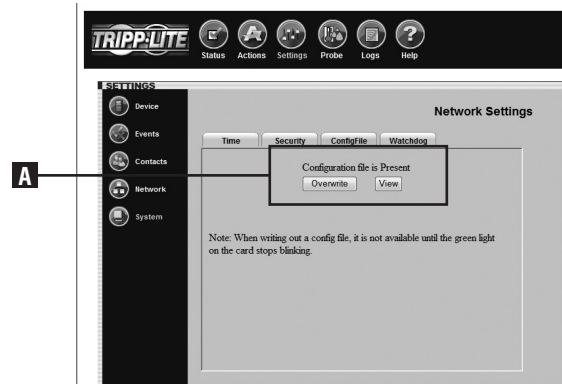 TRIPP·LITE
Status Actions Settings Probe Logs Help
SETTINGS
Device
Events
Contacts
Network
System
Network Settings
Time Security ConfigFile Watchdog
A
Configuration file is Present
Overwrite View
Note: When writing out a config file, it is not available until the green light
on the card stops blinking.